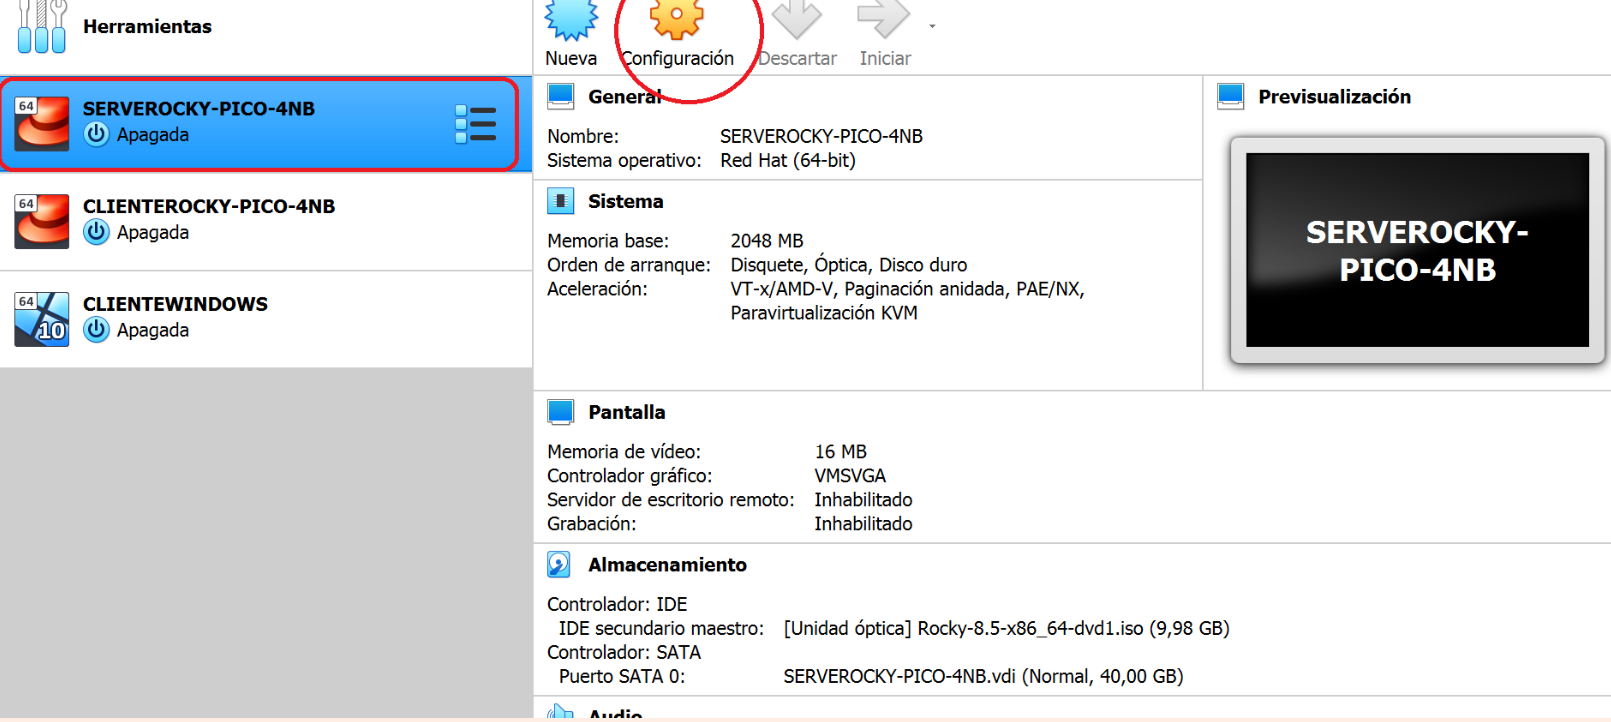 Herramientas
Nueva
Configuración
Descartar
Iniciar
64
SERVEROCKY-PICO-4NB
Apagada
64
CLIENTEROCKY-PICO-4NB
Apagada
64
10
CLIENTEWINDOWS
Apagada
General
Nombre: SERVEROCKY-PICO-4NB
Sistema operativo: Red Hat (64-bit)
Sistema
Memoria base: 2048 MB
Orden de arranque: Disquete, Óptica, Disco duro
Aceleración: VT-x/AMD-V, Paginación anidada, PAE/NX,
Paravirtualización KVM
Previsualización
SERVEROCKY-
PICO-4NB
Pantalla
Memoria de vídeo: 16 MB
Controlador gráfico: VMSVGA
Servidor de escritorio remoto: Inhabilitado
Grabación: Inhabilitado
Almacenamiento
Controlador: IDE
IDE secundario maestro: [Unidad óptica] Rocky-8.5-x86_64-dvd1.iso (9,98 GB)
Controlador: SATA
Puerto SATA 0: SERVEROCKY-PICO-4NB.vdi (Normal, 40,00 GB)
Audio